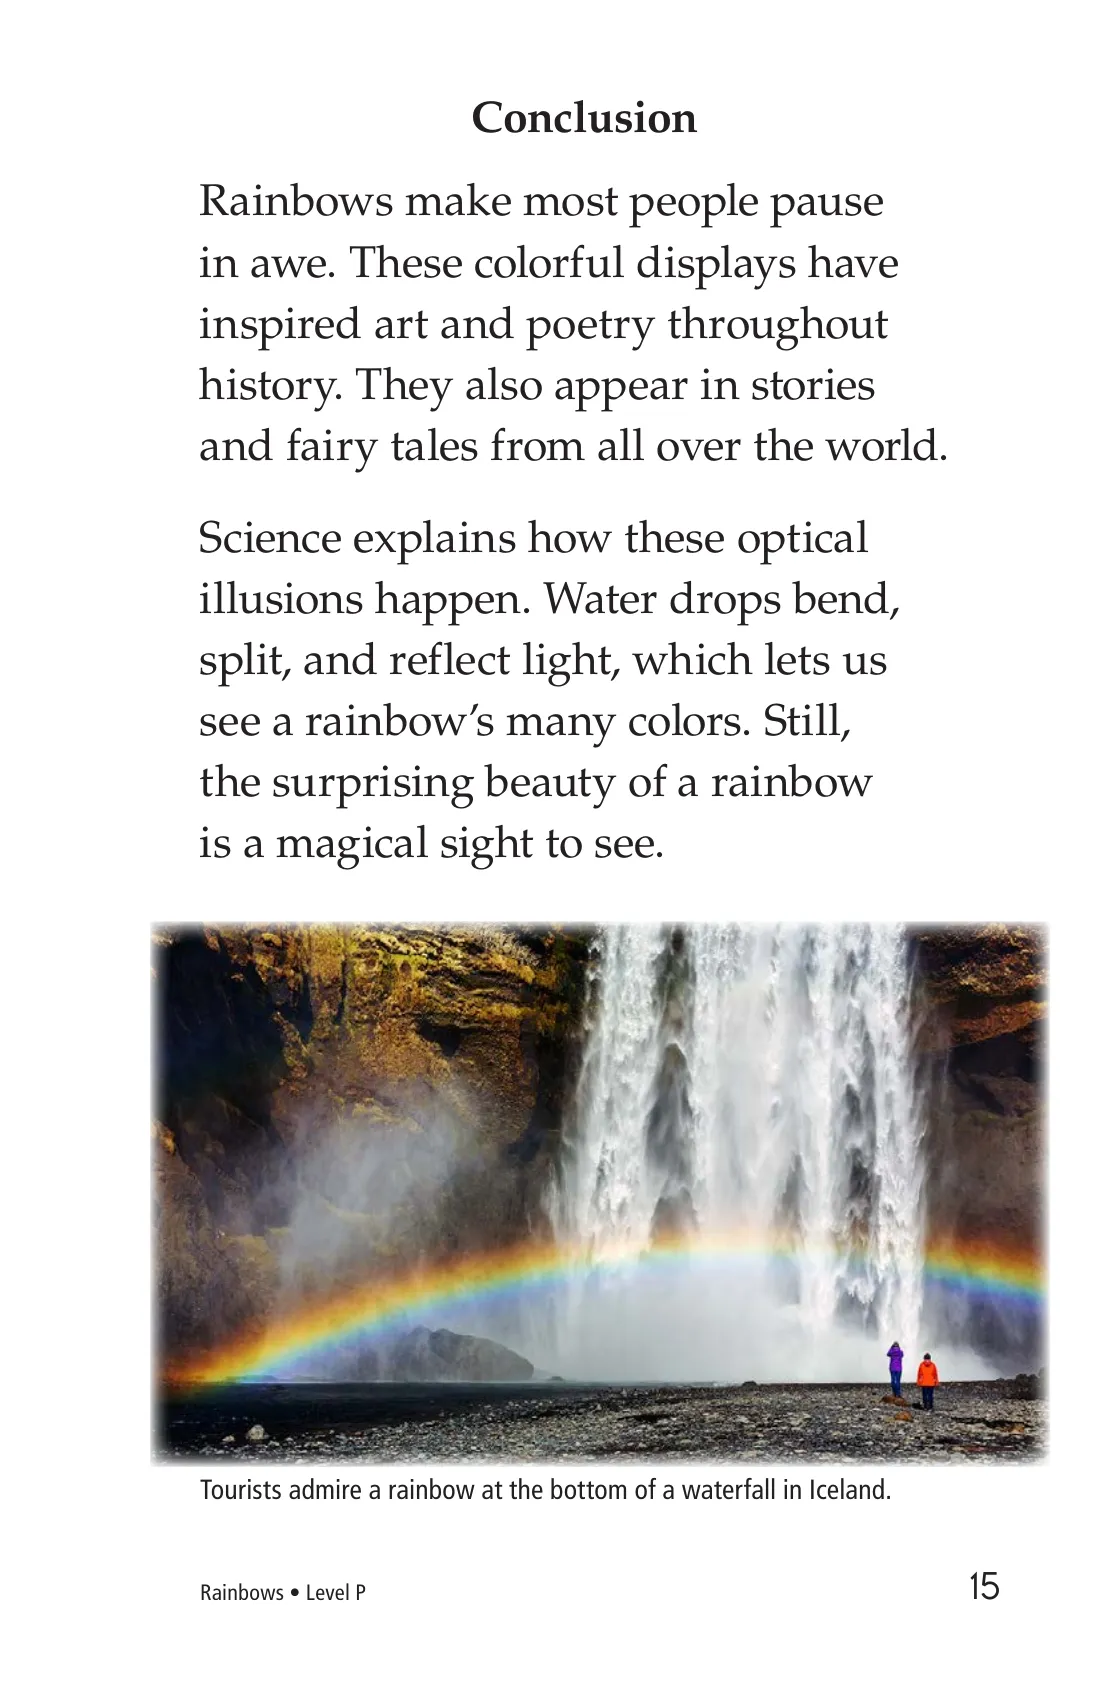 Conclusion
Rainbows make most people pause
in awe. These colorful displays have
inspired art and poetry throughout
history. They also appear in stories
and fairy tales from all over the world.
Science explains how these optical
illusions happen. Water drops bend,
split, and reflect light, which lets us
see a rainbow’s many colors. Still,
the surprising beauty of a rainbow
is a magical sight to see.
Tourists admire a rainbow at the bottom of a waterfall in Iceland.
Rainbows • Level P
15